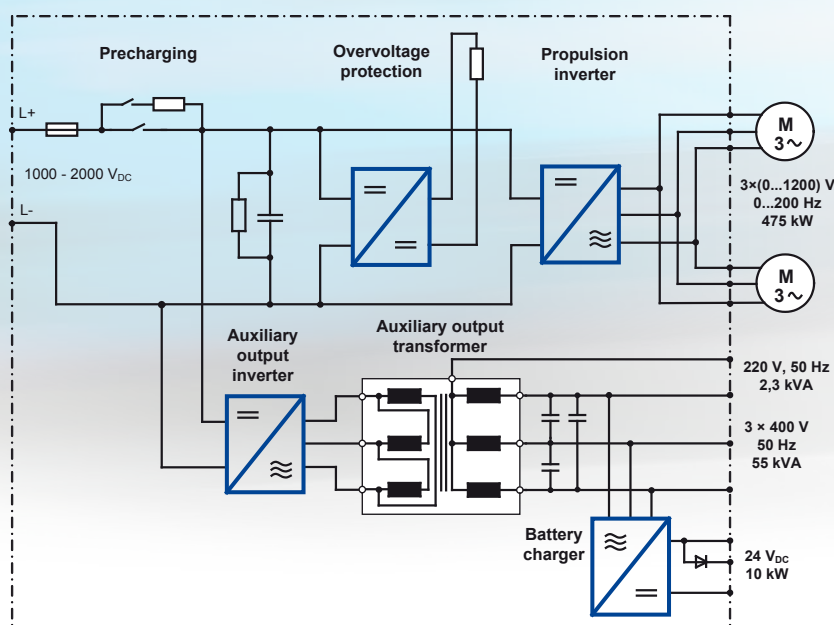 Precharging
Overvoltage
protection
Propulsion
inverter
L+
1000 - 2000 VDC
L-
M
3~
3×(0...1200) V
0...200 Hz
475 kW
M
3~
Auxiliary
output
inverter
Auxiliary output
transformer
220 V, 50 Hz
2,3 kVA
3 × 400 V
50 Hz
55 kVA
Battery
charger
24 VDC
10 kW